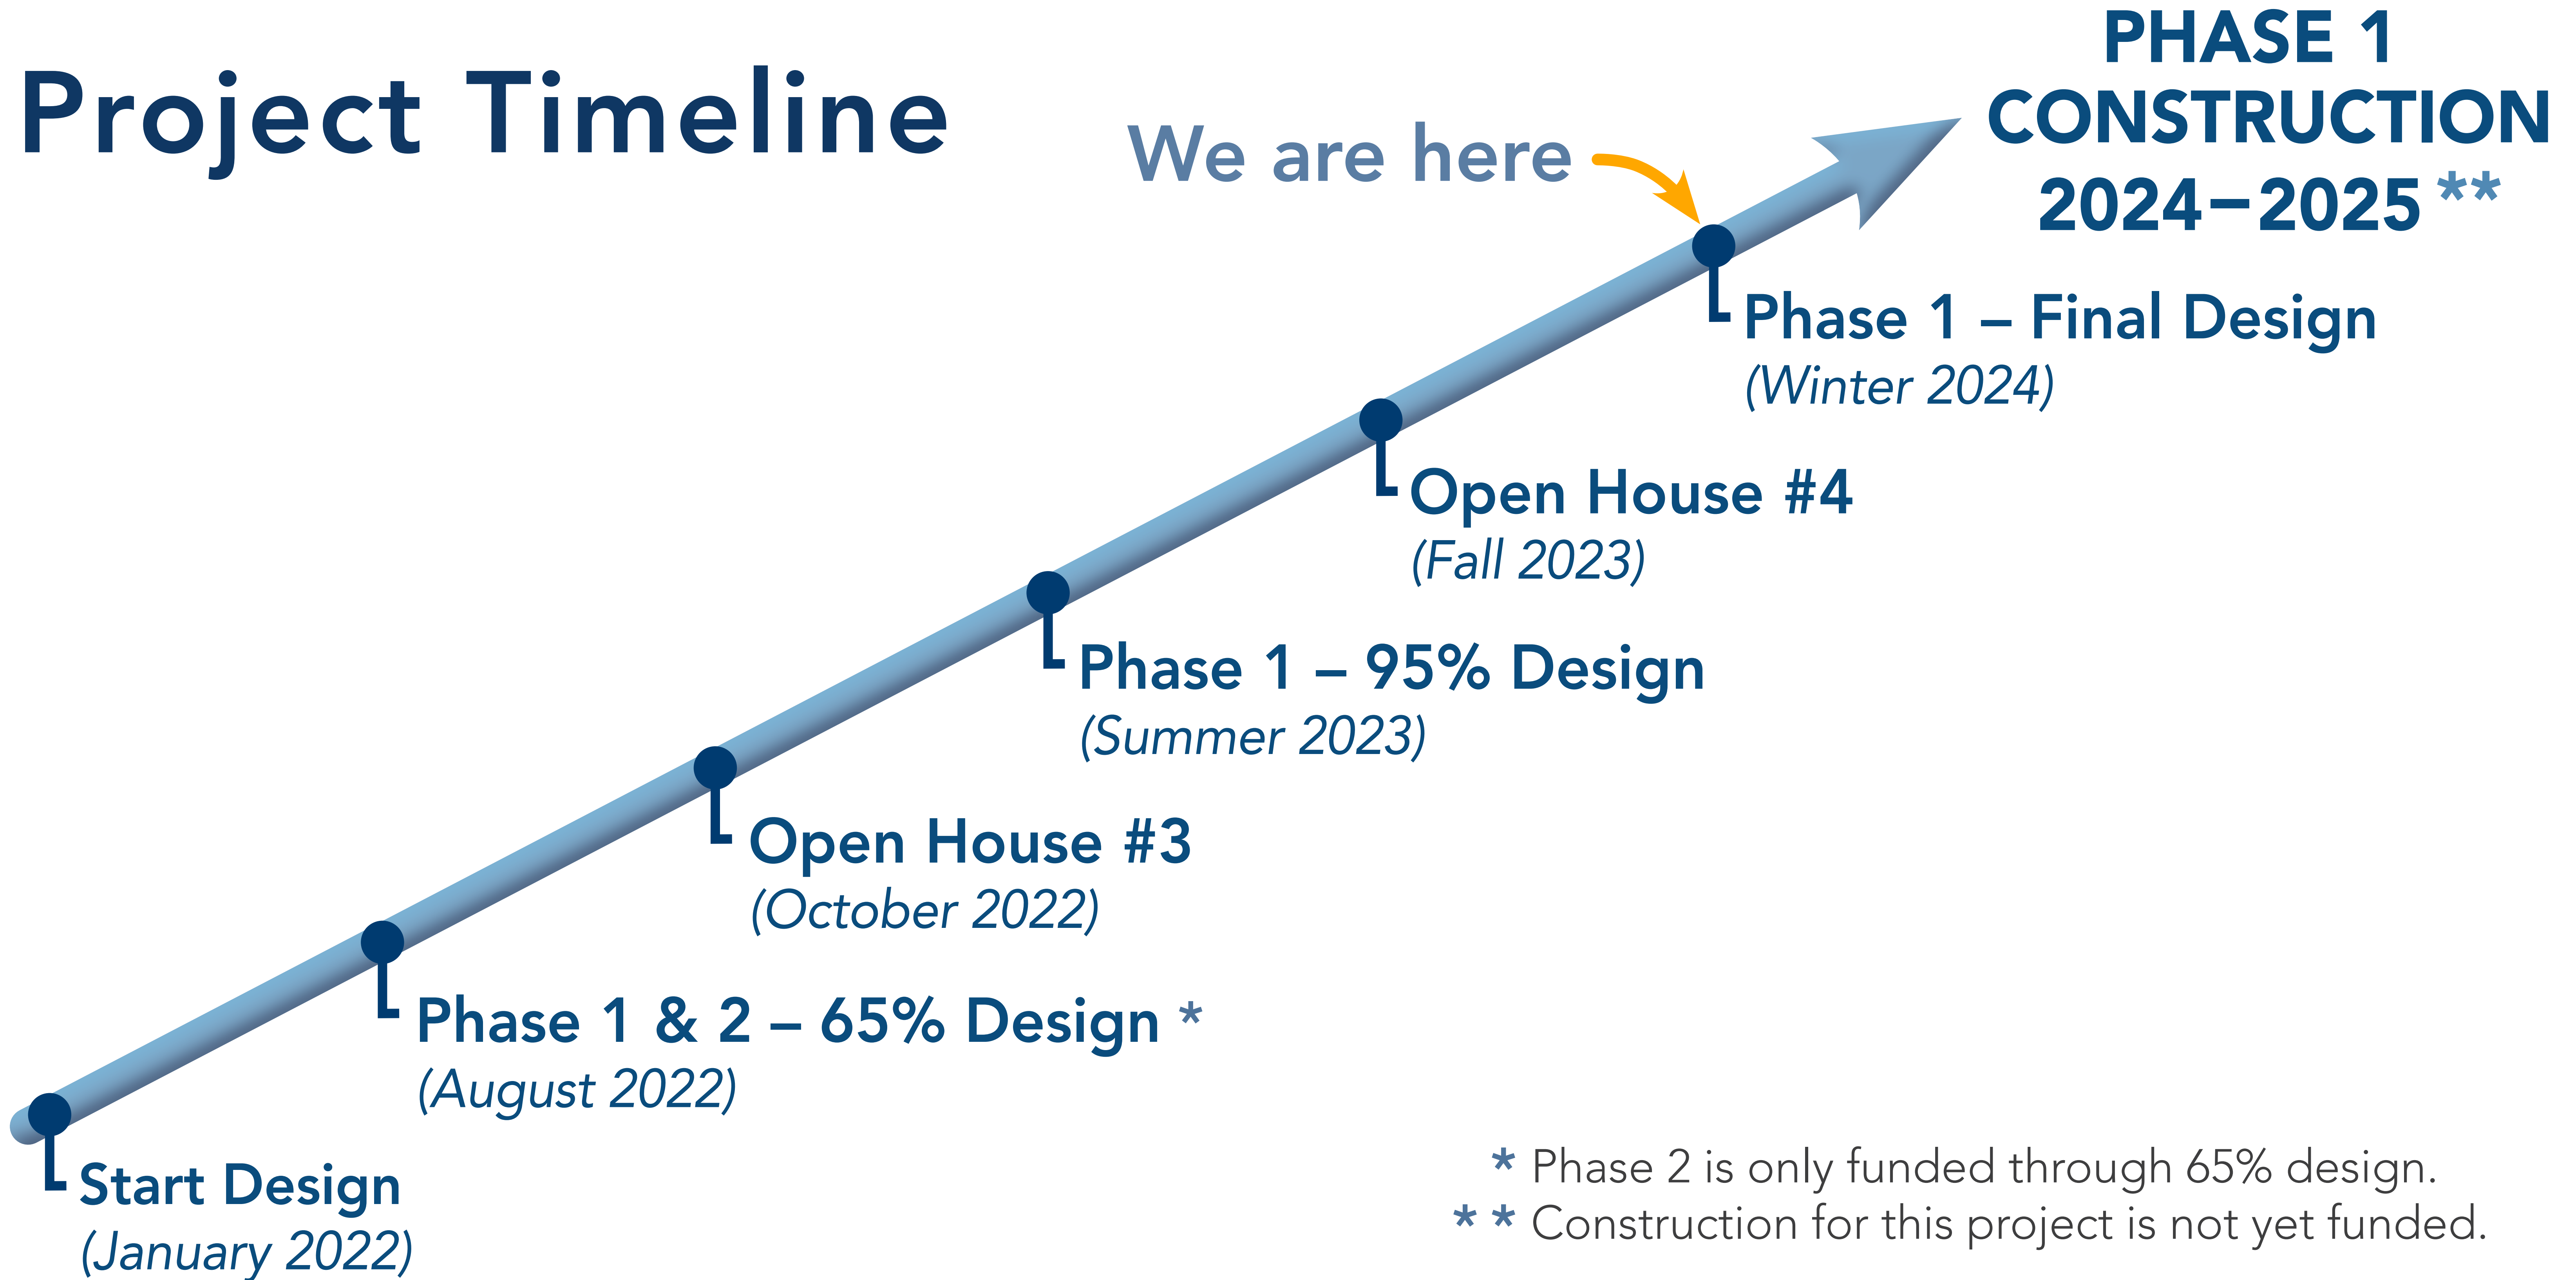 Project Timeline
We are here
PHASE 1
CONSTRUCTION
2024–2025 **
Phase 1 – Final Design
(Winter 2024)
Open House #4
(Fall 2023)
Phase 1 – 95% Design
(Summer 2023)
Open House #3
(October 2022)
Phase 1 & 2 – 65% Design *
(August 2022)
Start Design
(January 2022)
* Phase 2 is only funded through 65% design.
* * Construction for this project is not yet funded.